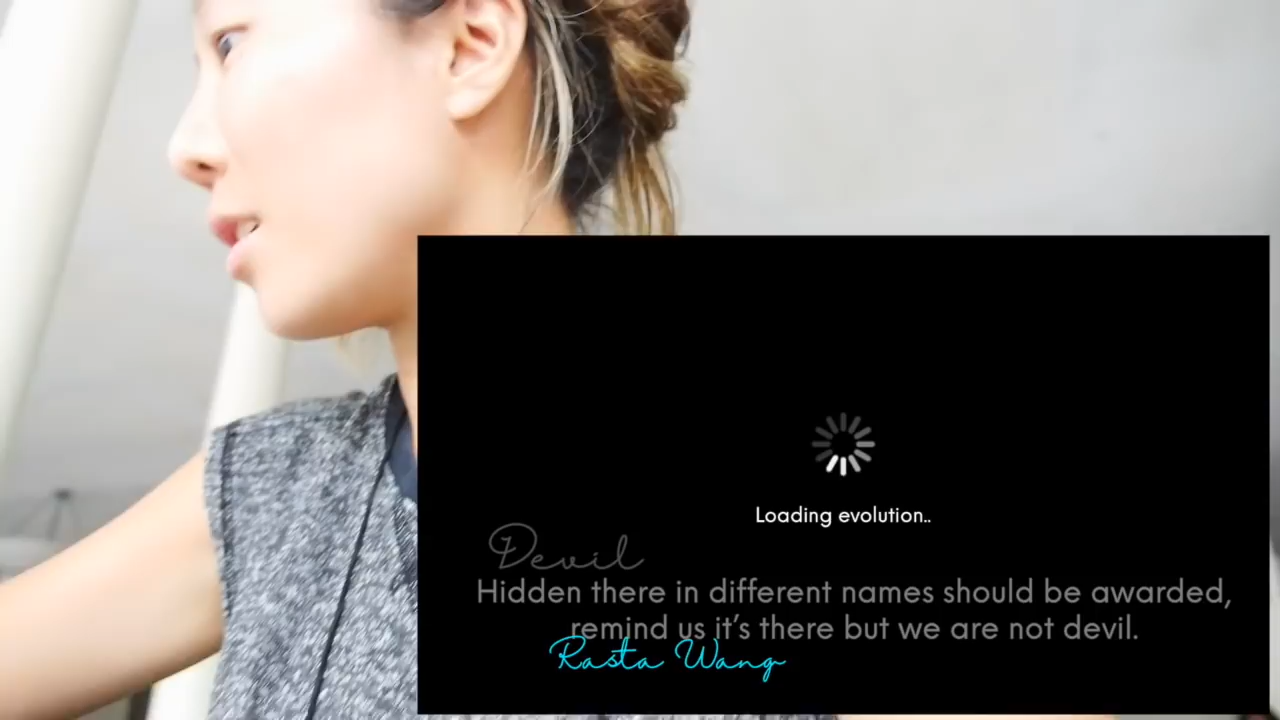 Loading evolution..
Devil
Hidden there in different names should be awarded,
remind us it's there but we are not devil.
Rasta Wang